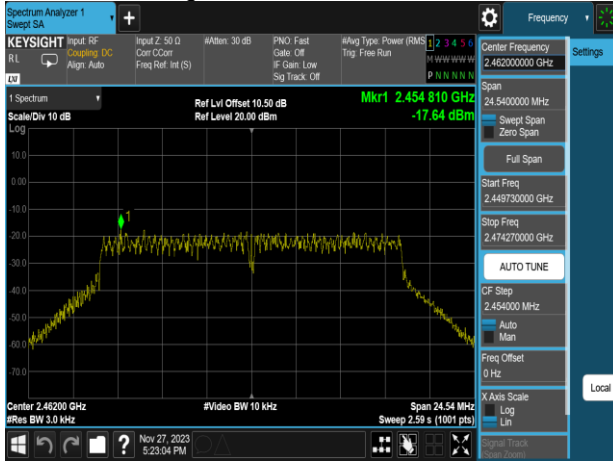 Spectrum Analyzer 1
Swept SA
Frequency
KEYSIGHT
RL
Input: RF
Coupling: DC
Align: Auto
Input Z: 50 Ω
Corr CCorr
Freq Ref: Int (S)
#Atten: 30 dB
PNO: Fast
Gate: Off
IF Gain: Low
Sig Track: Off
#Avg Type: Power (RMS
Trig: Free Run
1 2 3 4 5 6
M W W W W W
P N N N N N
LXI
1 Spectrum
Scale/Div 10 dB
Log
Ref Lvl Offset 10.50 dB
Ref Level 20.00 dBm
Mkr1 2.454 810 GHz
-17.64 dBm
10.0
0.00
-10.0
-20.0
-30.0
-40.0
-50.0
-60.0
-70.0
1
Center 2.46200 GHz
#Res BW 3.0 kHz
#Video BW 10 kHz
Span 24.54 MHz
Sweep 2.59 s (1001 pts)
Center Frequency
2.462000000 GHz
Settings
Span
24.5400000 MHz
Swept Span
Zero Span
Full Span
Start Freq
2.449730000 GHz
Stop Freq
2.474270000 GHz
AUTO TUNE
CF Step
2.454000 MHz
Auto
Man
Freq Offset
0 Hz
X Axis Scale
Log
Lin
Local
Signal Track
(Span Zoom)
?
Nov 27, 2023
5:23:04 PM